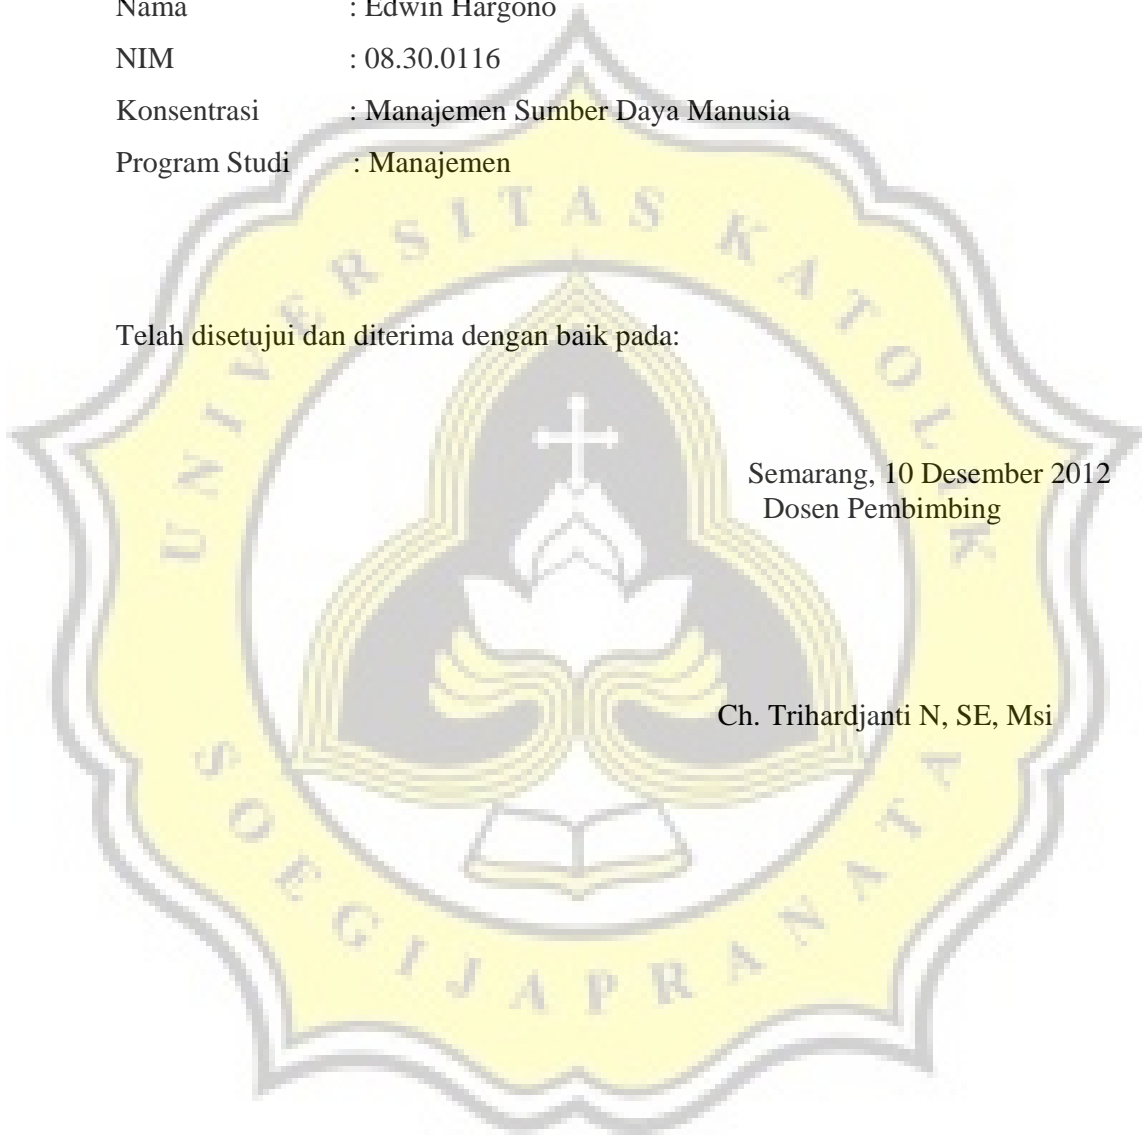 Nama : Edwin Hargono
NIM : 08.30.0116
Konsentrasi : Manajemen Sumber Daya Manusia
Program Studi : Manajemen
Telah disetujui dan diterima dengan baik pada:
Semarang, 10 Desember 2012
Dosen Pembimbing
Ch. Trihardjanti N, SE, Msi
UNIVERSITAS KATOLIK
SOEGIJAPRANATA